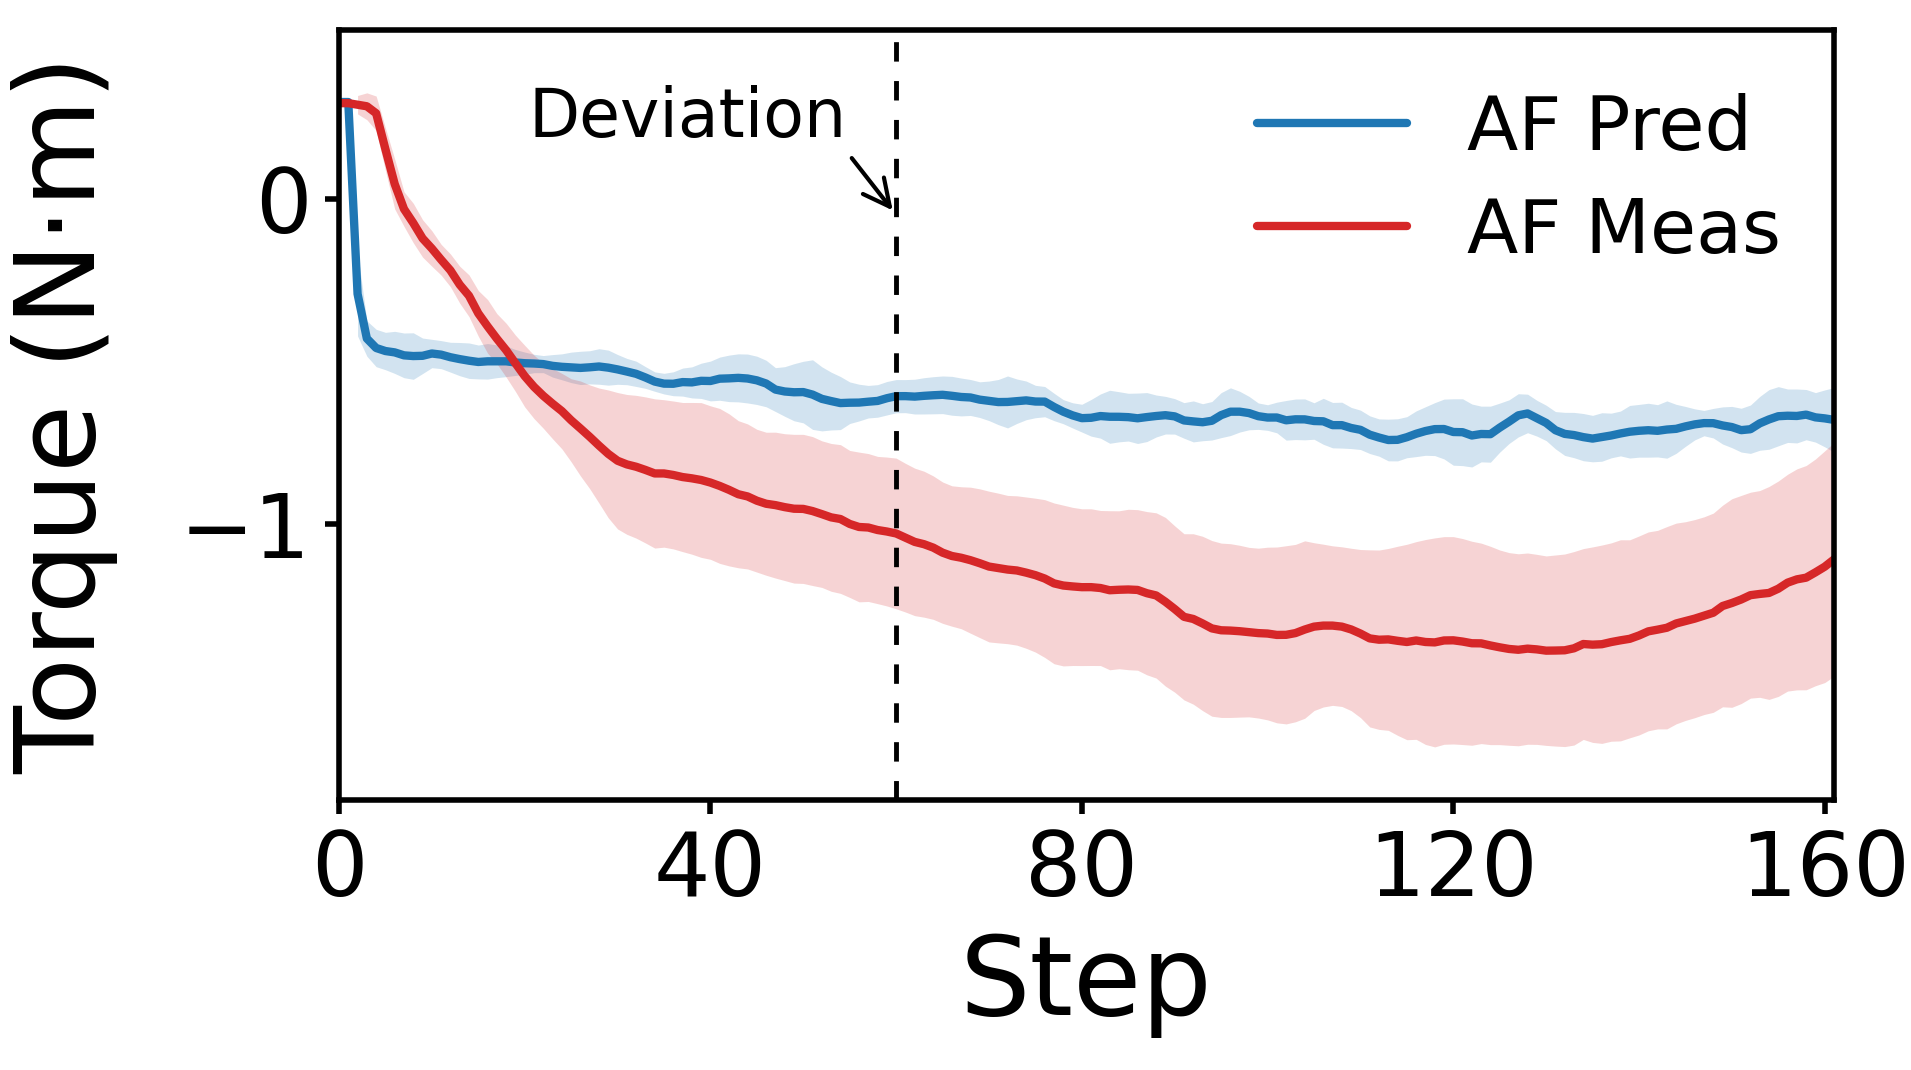 Torque (N·m)
0
−1
Deviation
AF Pred
AF Meas
0 40 80 120 160
Step